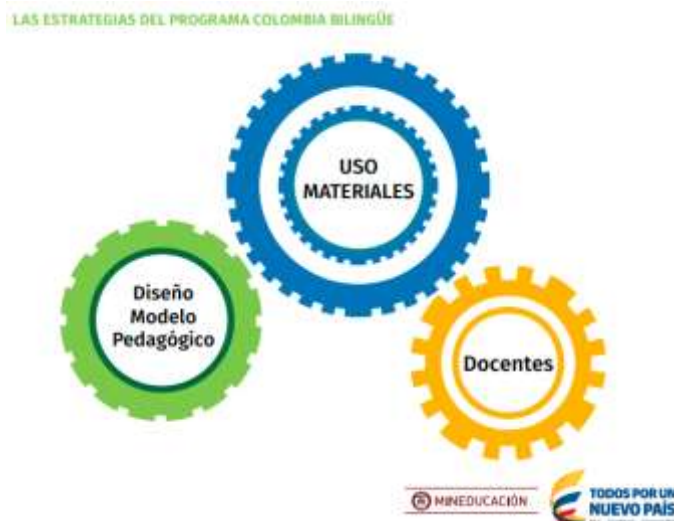 LAS ESTRATEGIAS DEL PROGRAMA COLOMBIA BILINGÜE
USO
MATERIALES
Diseño
Modelo
Pedagógico
Docentes
MINEDUCACIÓN
TODOS POR UN
NUEVO PAÍS